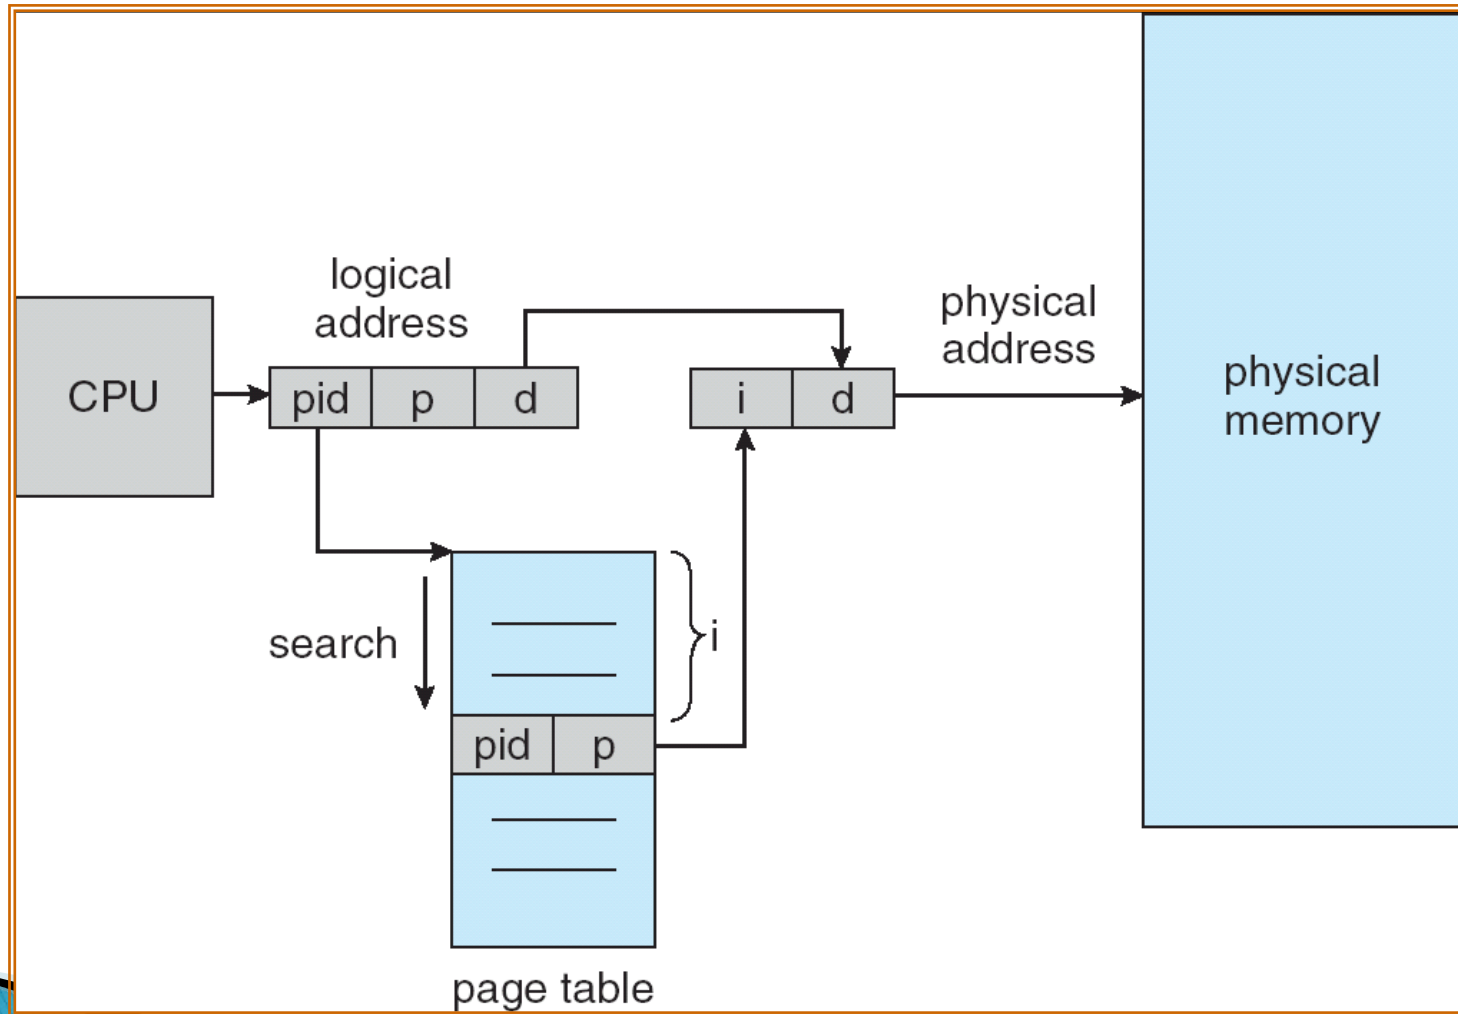 logical
address
physical
address
CPU
pid
p
d
i
d
physical
memory
search
i
pid
p
page table